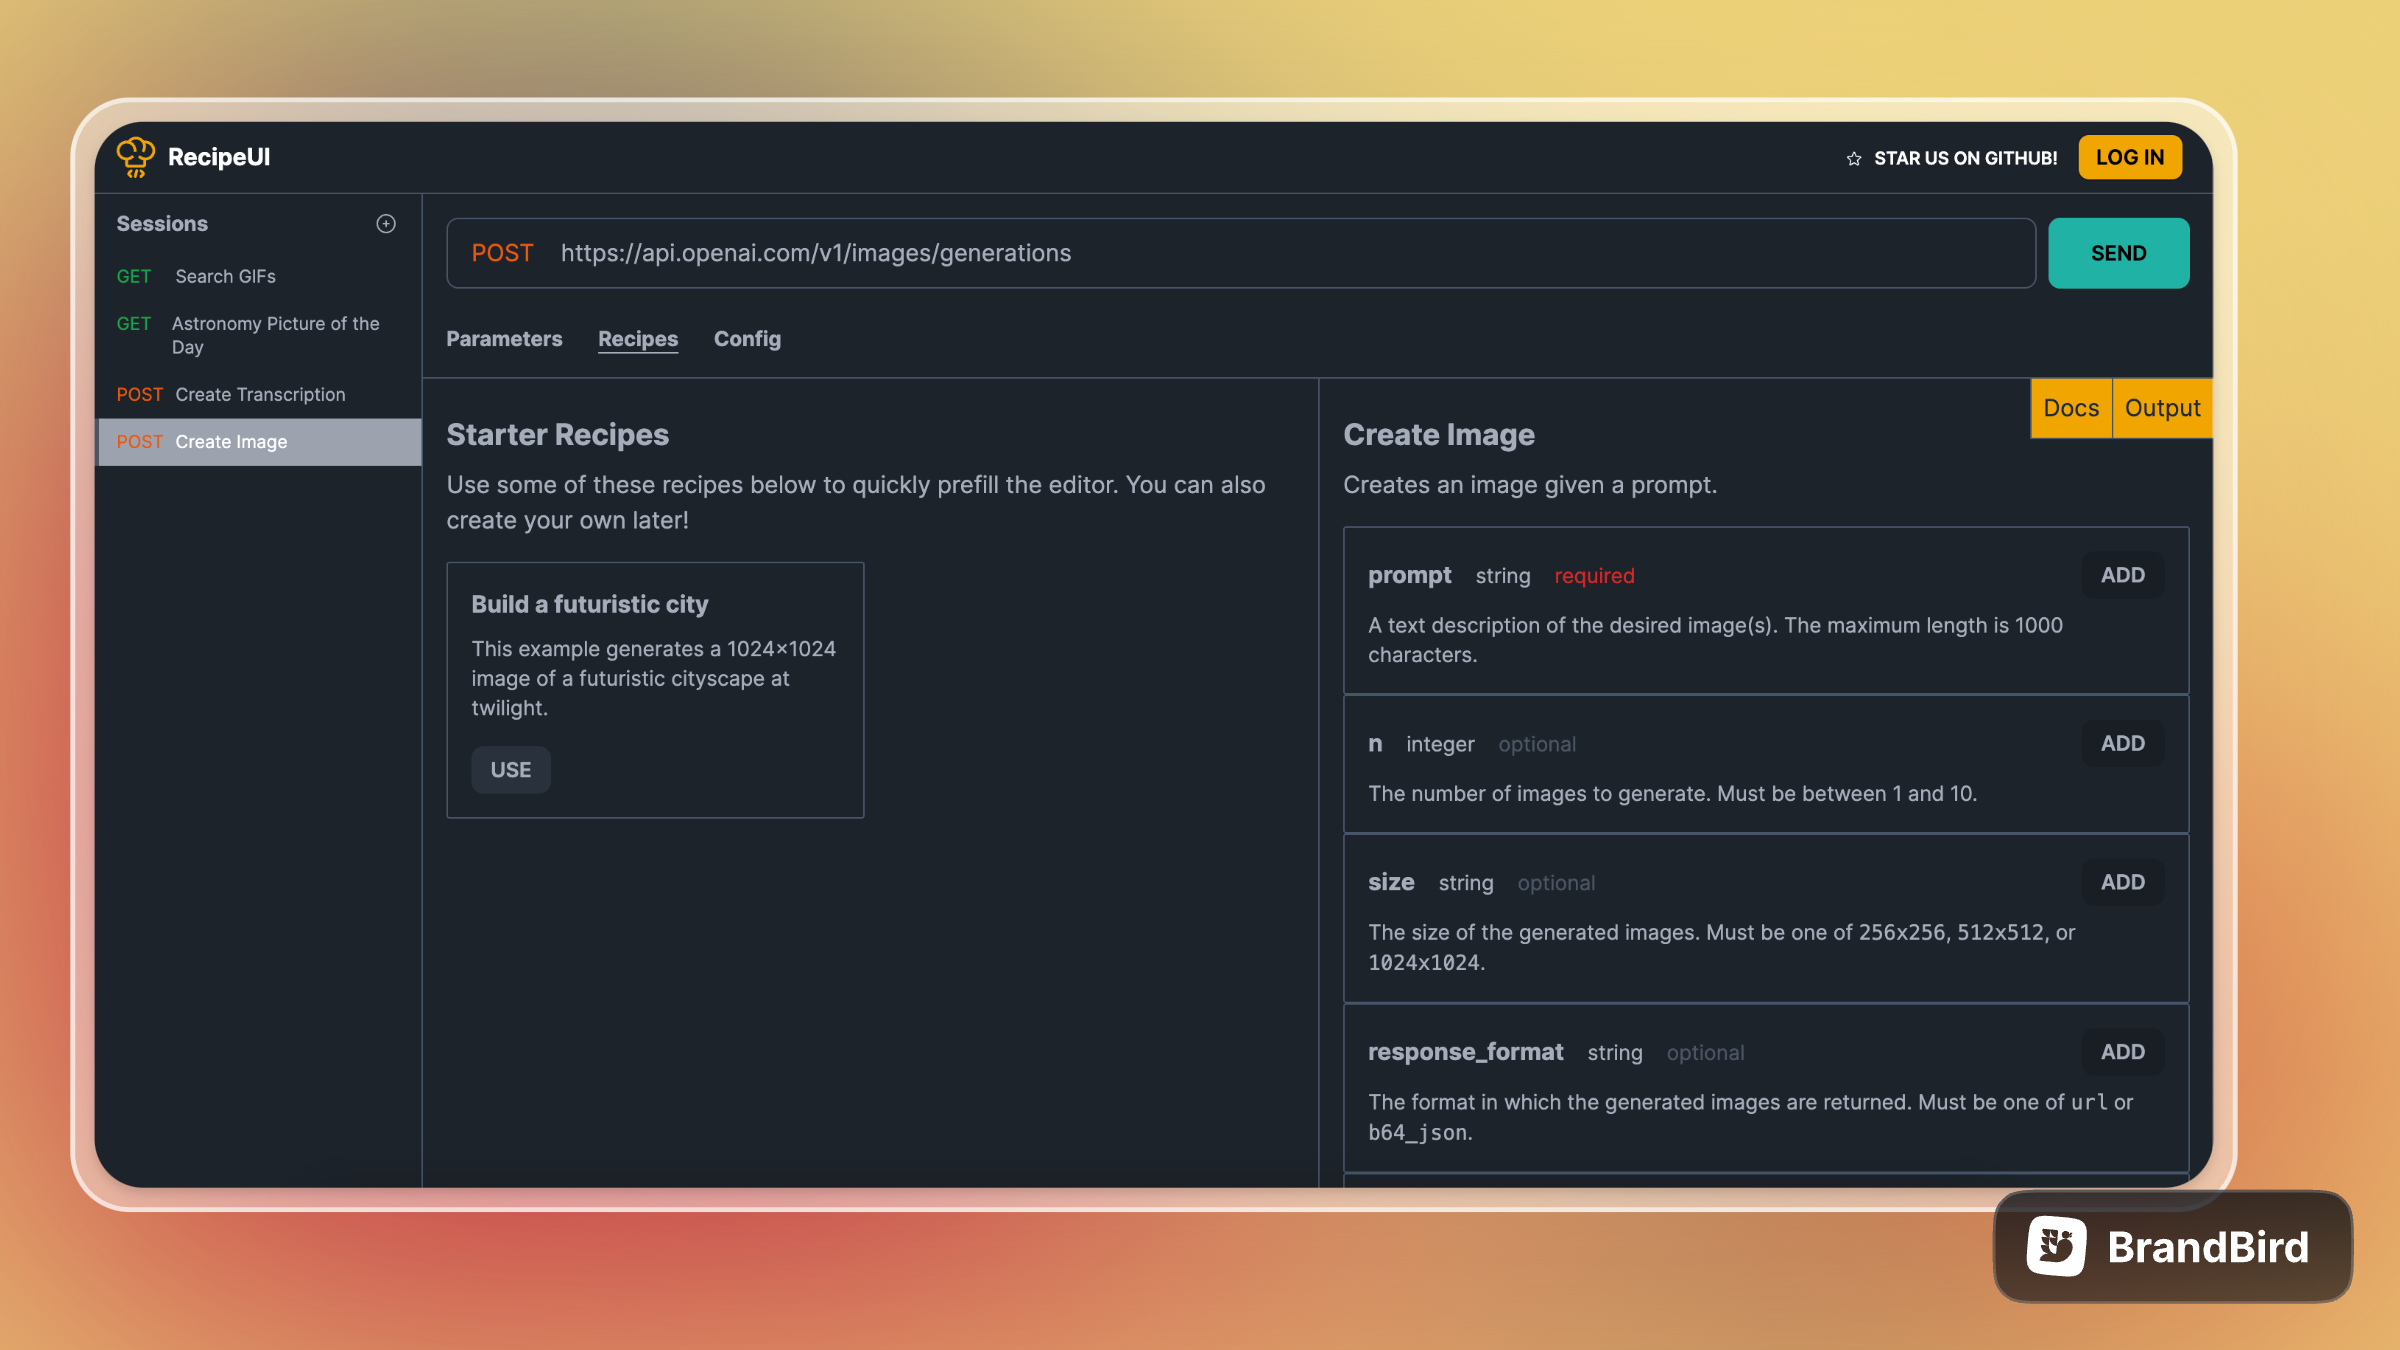 RecipeUI
STAR US ON GITHUB!
LOG IN
Sessions
GET Search GIFs
GET Astronomy Picture of the
Day
POST Create Transcription
POST Create Image
POST https://api.openai.com/v1/images/generations
SEND
Parameters Recipes Config
Starter Recipes
Use some of these recipes below to quickly prefill the editor. You can also
create your own later!
Build a futuristic city
This example generates a 1024×1024
image of a futuristic cityscape at
twilight.
USE
Docs Output
Create Image
Creates an image given a prompt.
prompt string required ADD
A text description of the desired image(s). The maximum length is 1000
characters.
n integer optional ADD
The number of images to generate. Must be between 1 and 10.
size string optional ADD
The size of the generated images. Must be one of 256x256, 512x512, or
1024x1024.
response_format string optional ADD
The format in which the generated images are returned. Must be one of url or
b64_json.
BrandBird